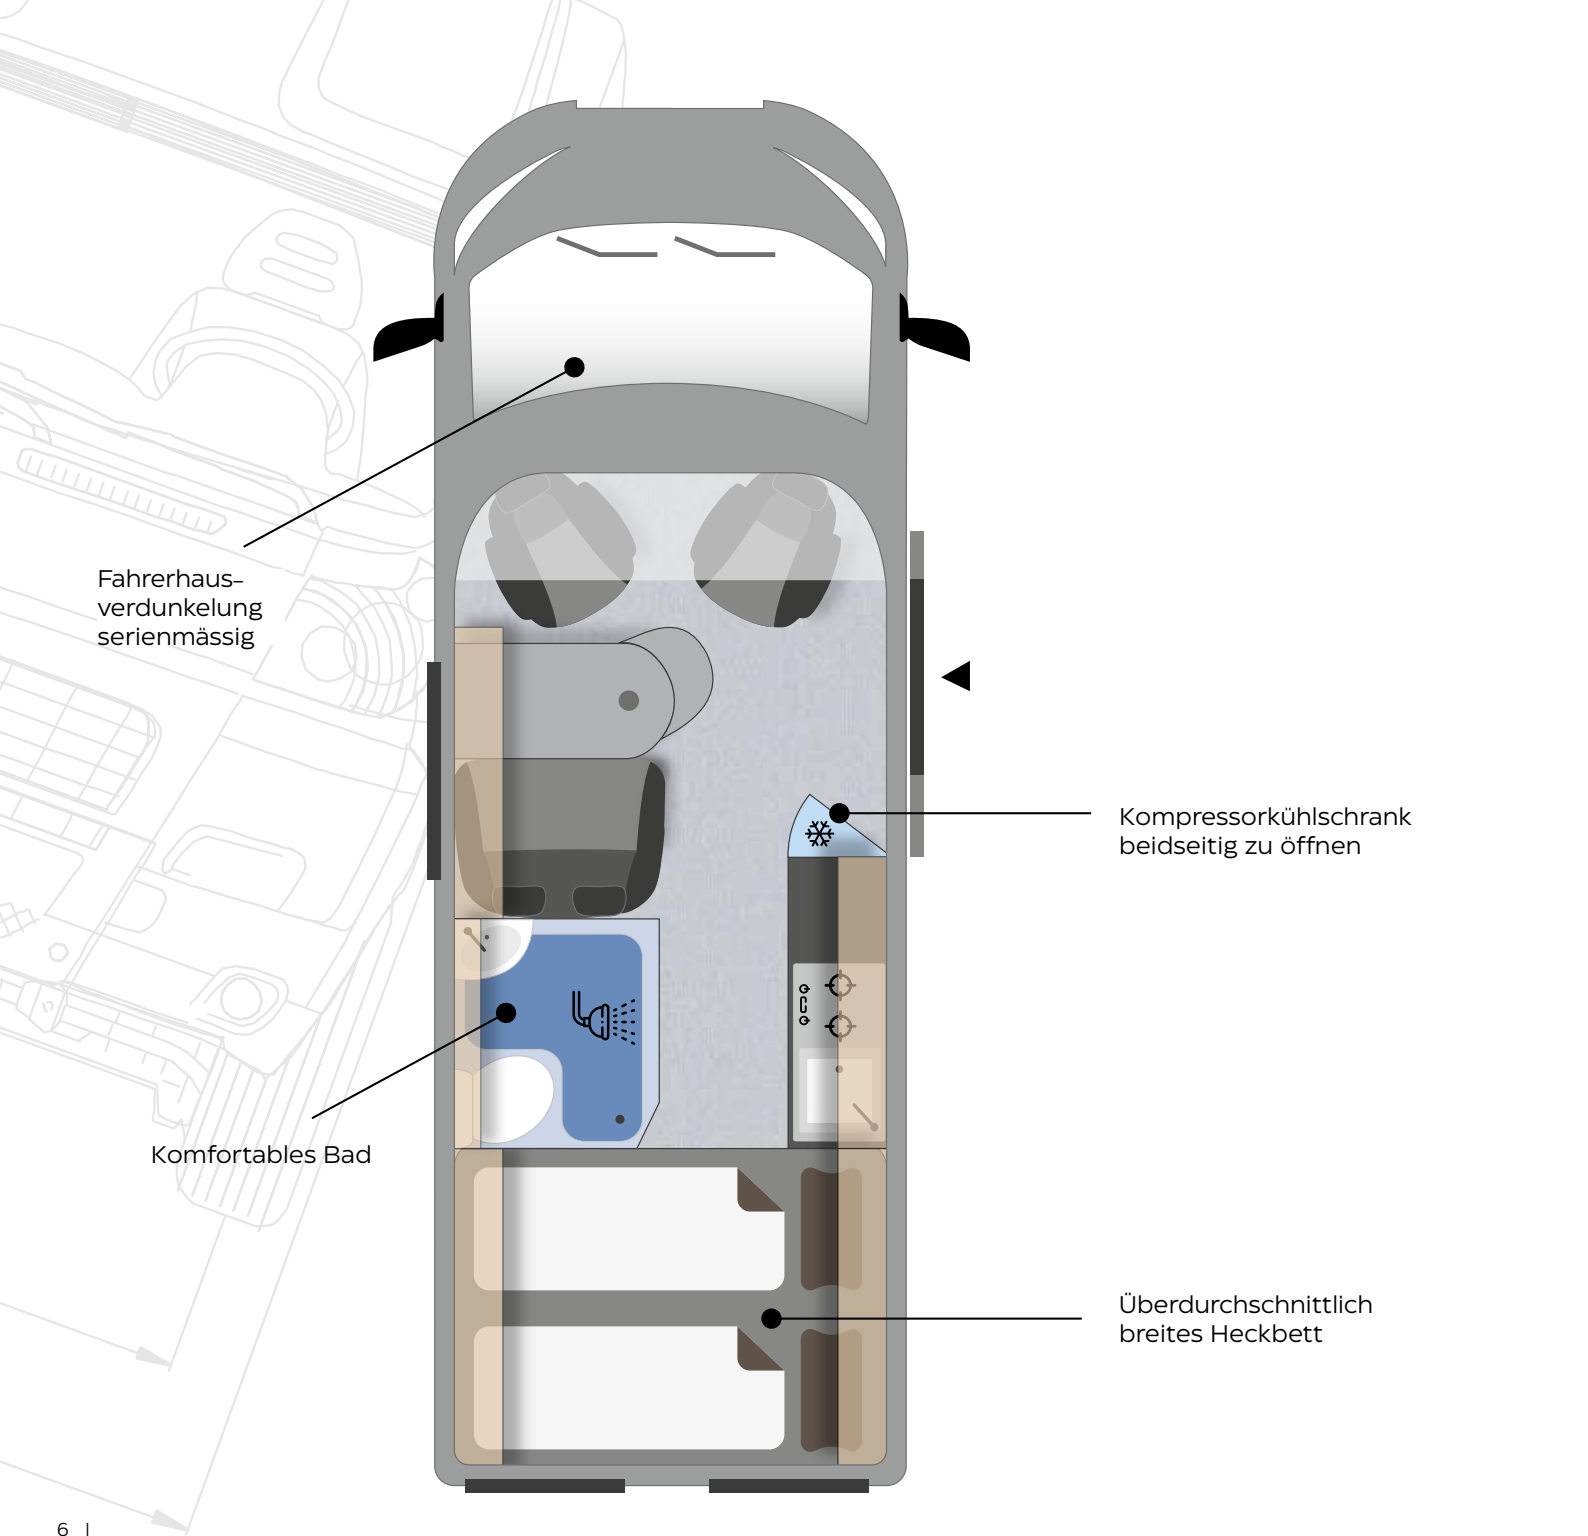 Fahrerhaus-
verdunkelung
serienmässig
Kompressorkühlschrank
beidseitig zu öffnen
Komfortables Bad
Überdurchschnittlich
breites Heckbett
6 |